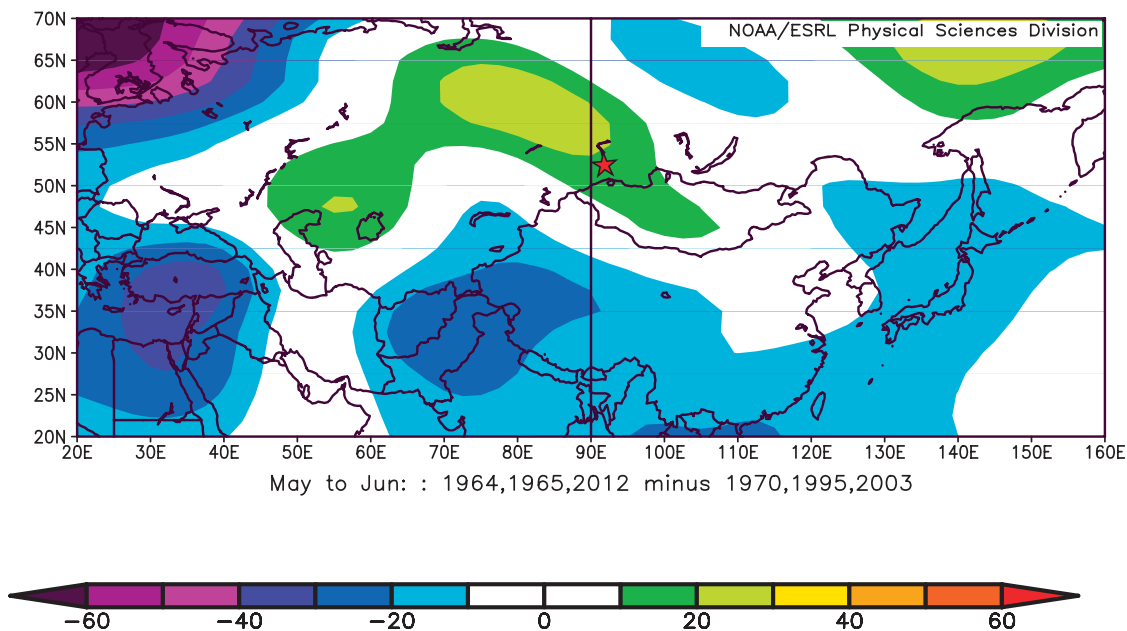 70N
NOAA/ESRL Physical Sciences Division
65N
60N
55N
50N
45N
40N
35N
30N
25N
20N
20E 30E 40E 50E 60E 70E 80E 90E 100E 110E 120E 130E 140E 150E 160E
May to Jun: : 1964,1965,2012 minus 1970,1995,2003
−60 −40 −20 0 20 40 60